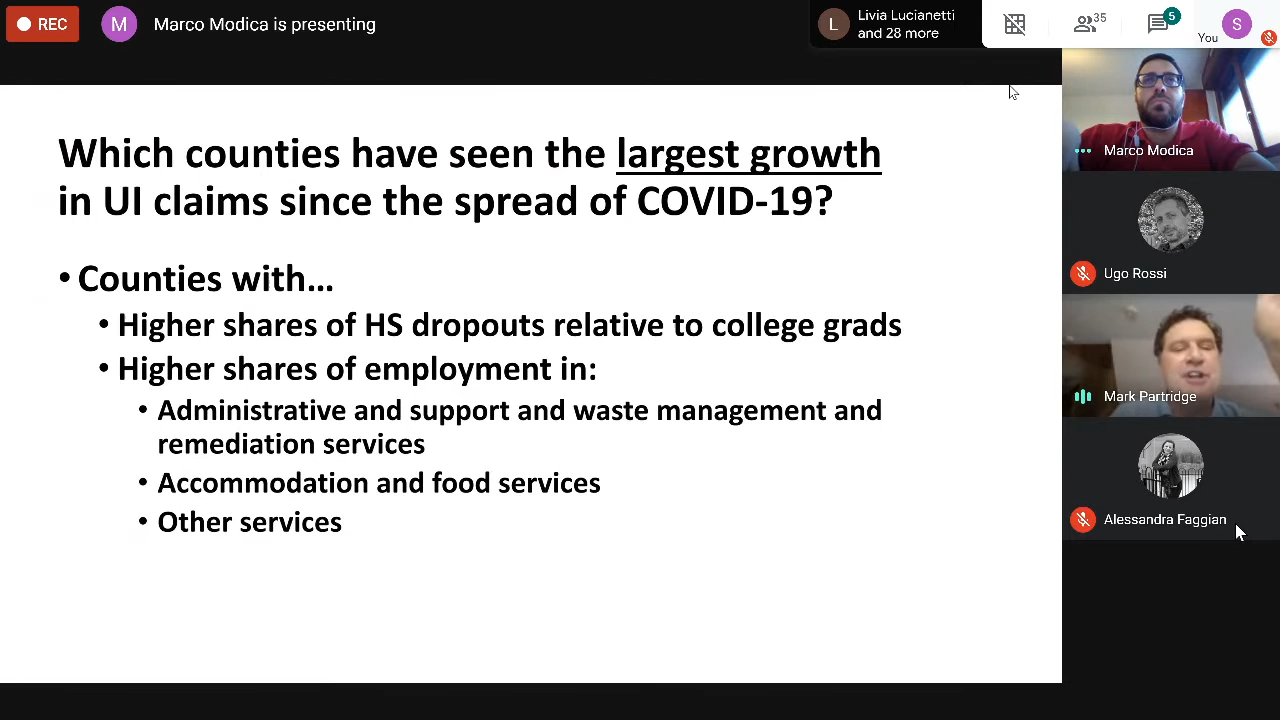 REC
M
Marco Modica is presenting
L
Livia Lucianetti
and 28 more
35
5
You
S
Which counties have seen the largest growth
in UI claims since the spread of COVID-19?
• Counties with...
• Higher shares of HS dropouts relative to college grads
• Higher shares of employment in:
• Administrative and support and waste management and
remediation services
• Accommodation and food services
• Other services
Marco Modica
Ugo Rossi
Mark Partridge
Alessandra Faggian